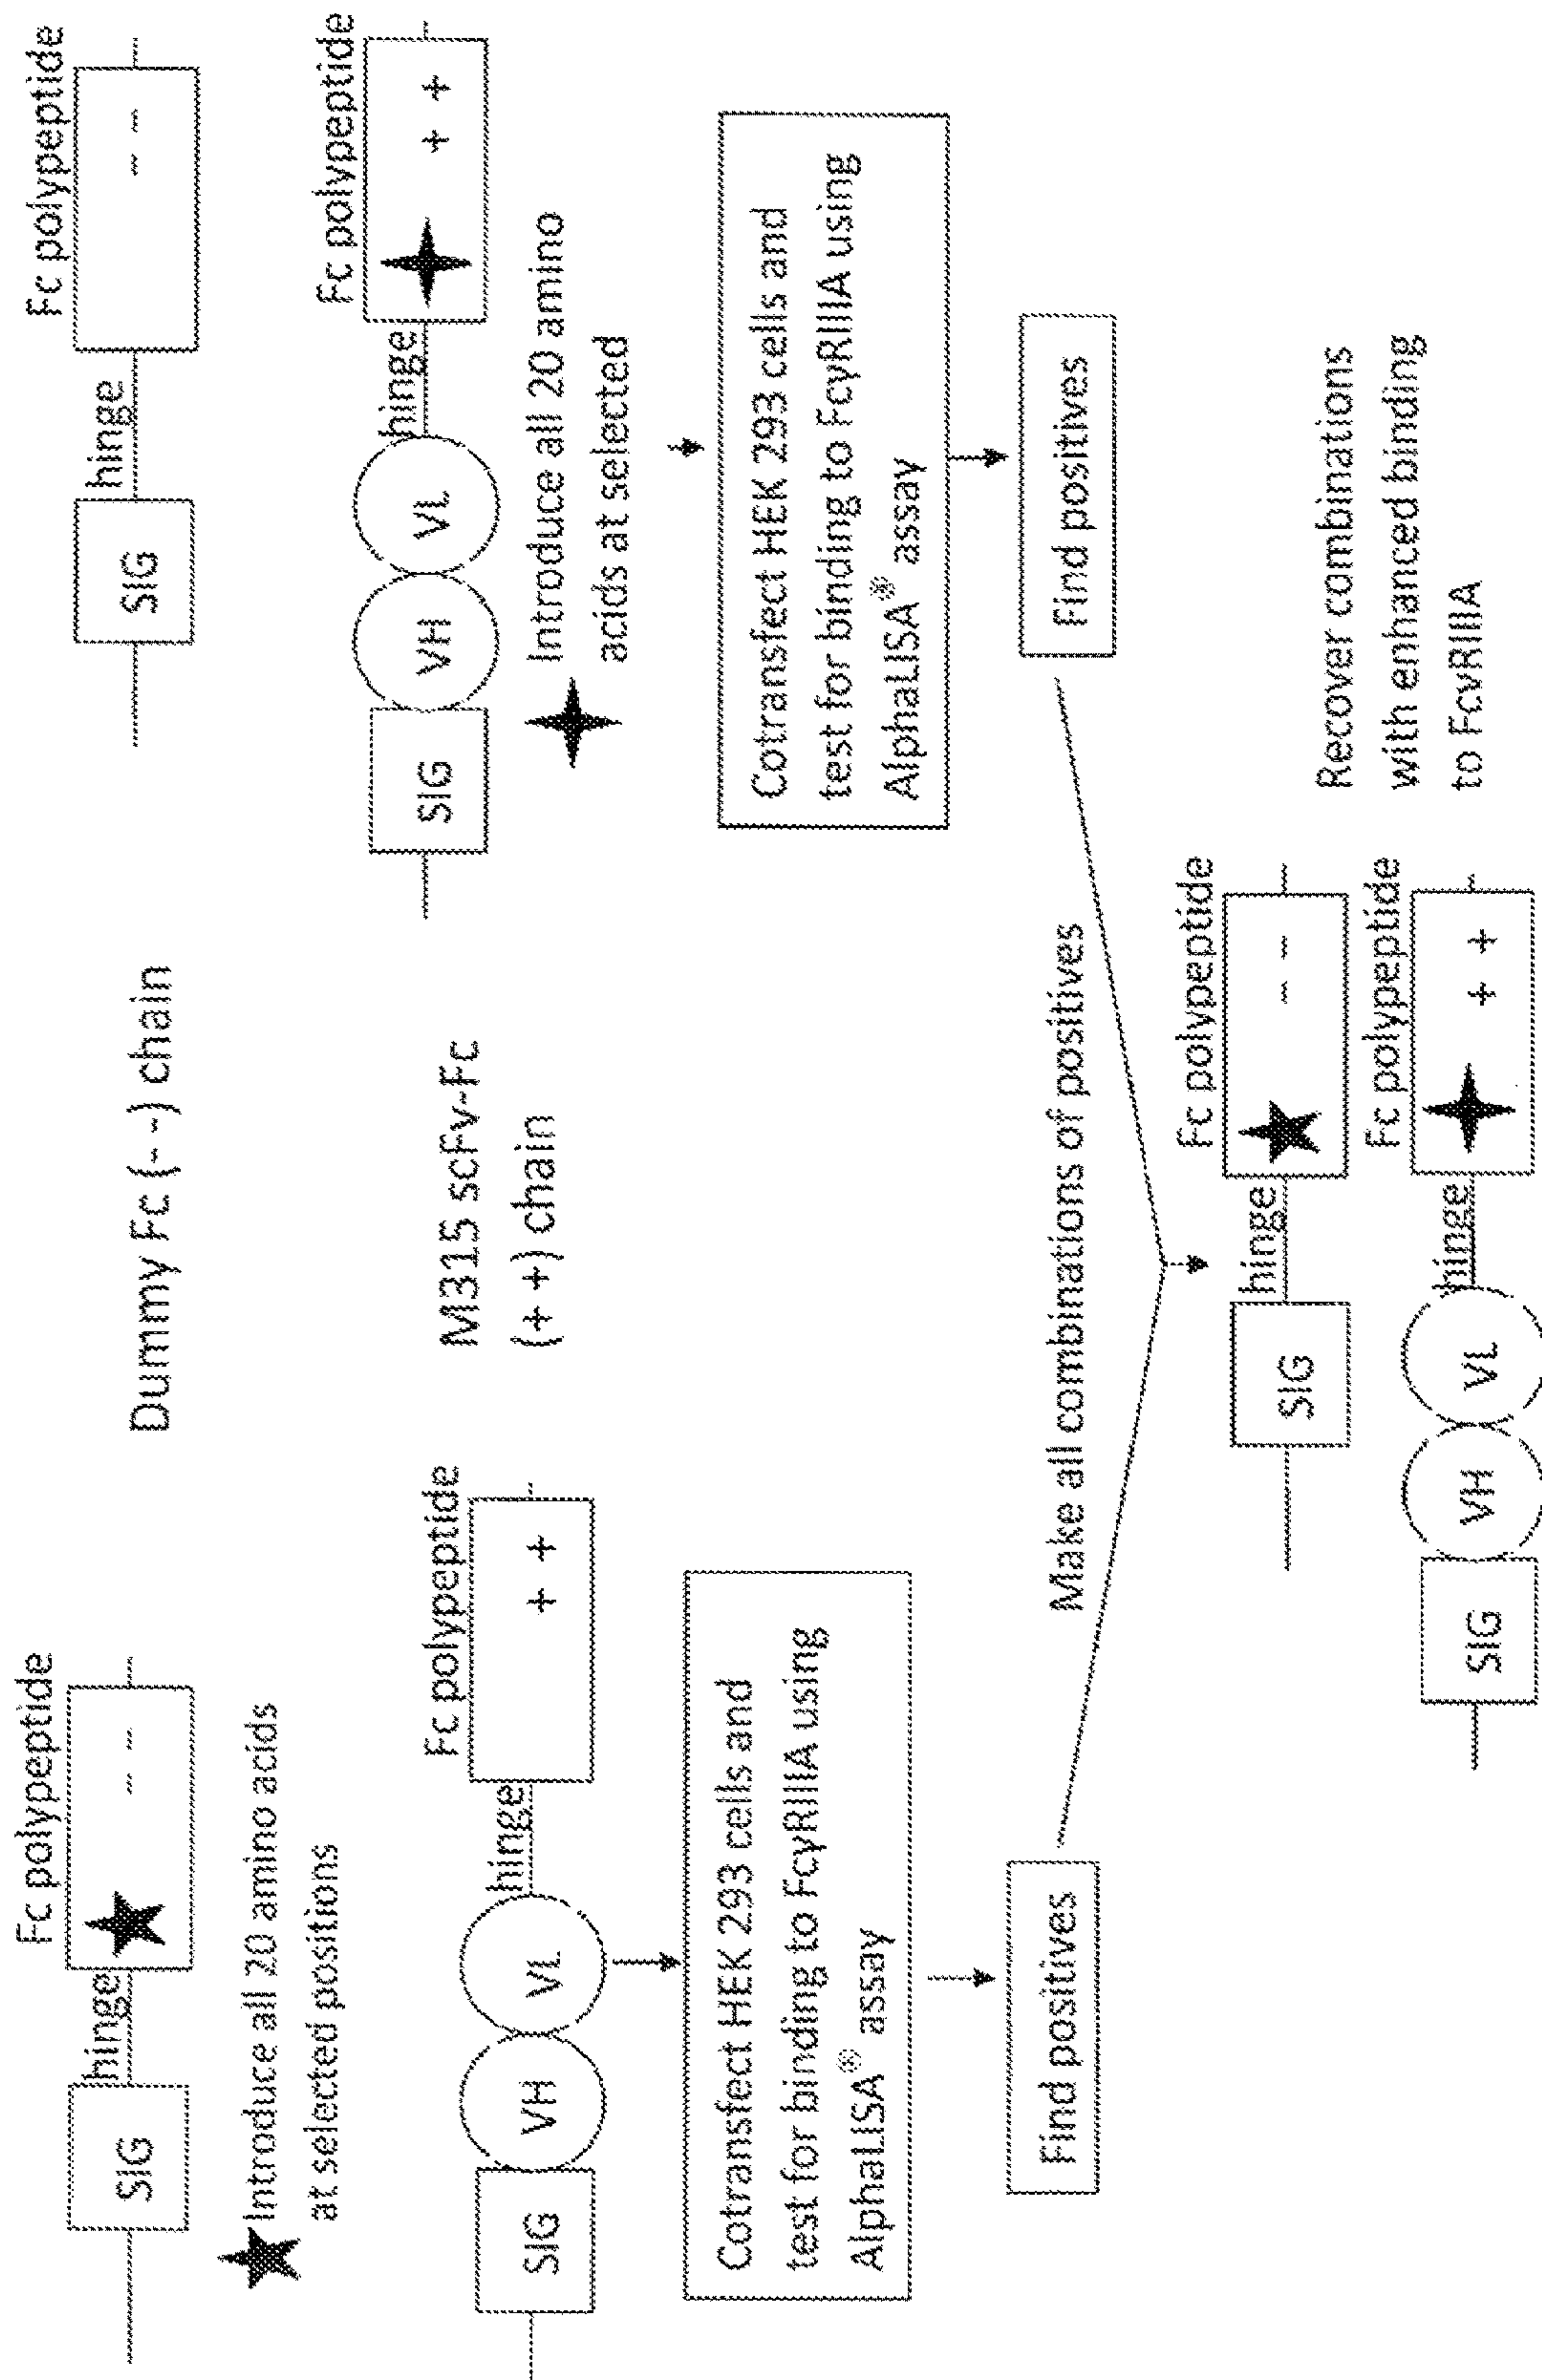 Fc polypeptide
hinge
SIG
- -
Introduce all 20 amino acids
at selected positions
Fc polypeptide
hinge
SIG
VH
VL
+ +
Cotransfect HEK 293 cells and
test for binding to FcγRIIIA using
AlphaLISA® assay
Find positives
Dummy Fc (- -) chain
M315 scFv-Fc
(+ +) chain
Fc polypeptide
hinge
SIG
- -
Fc polypeptide
hinge
SIG
VH
VL
+ +
Introduce all 20 amino
acids at selected
Cotransfect HEK 293 cells and
test for binding to FcγRIIIA using
AlphaLISA® assay
Find positives
Make all combinations of positives
Fc polypeptide
hinge
SIG
- -
Fc polypeptide
hinge
SIG
VH
VL
+ +
Recover combinations
with enhanced binding
to FcγRIIIA